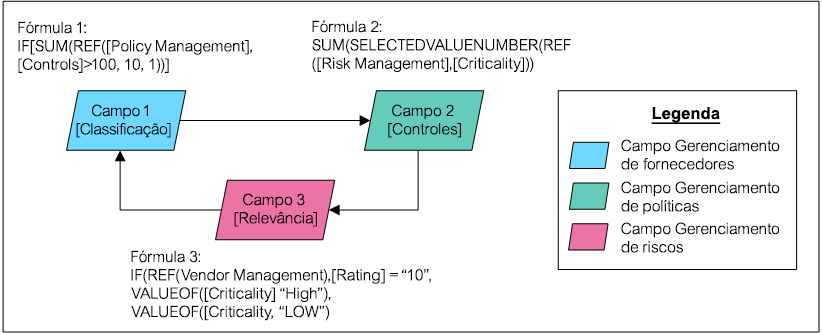 Fórmula 1:
IF[SUM(REF([Policy Management],
[Controls]>100, 10, 1))]
Fórmula 2:
SUM(SELECTEDVALUENUMBER(REF
([Risk Management],[Criticality]))
Campo 1
[Classificação]
Campo 2
[Controles]
Campo 3
[Relevância]
Fórmula 3:
IF(REF(Vendor Management),[Rating] = “10”,
VALUEOF([Criticality] “High”),
VALUEOF([Criticality, “LOW”)
Legenda
Campo Gerenciamento
de fornecedores
Campo Gerenciamento
de políticas
Campo Gerenciamento
de riscos